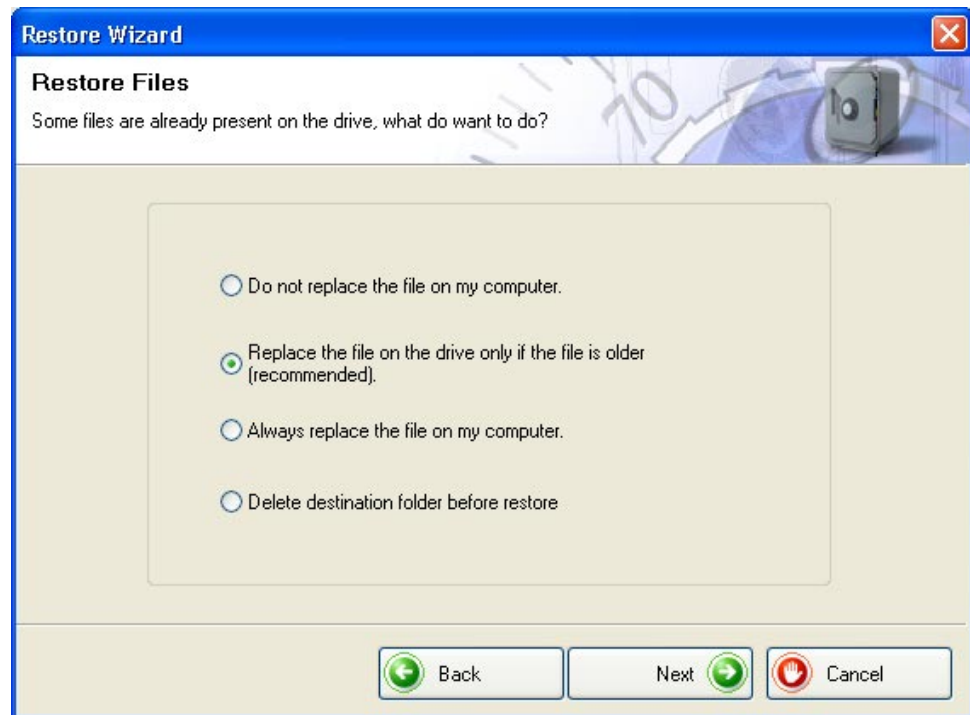 Restore Wizard
Restore Files
Some files are already present on the drive, what do want to do?
70
Do not replace the file on my computer.
Replace the file on the drive only if the file is older
(recommended).
Always replace the file on my computer.
Delete destination folder before restore
Back
Next
Cancel